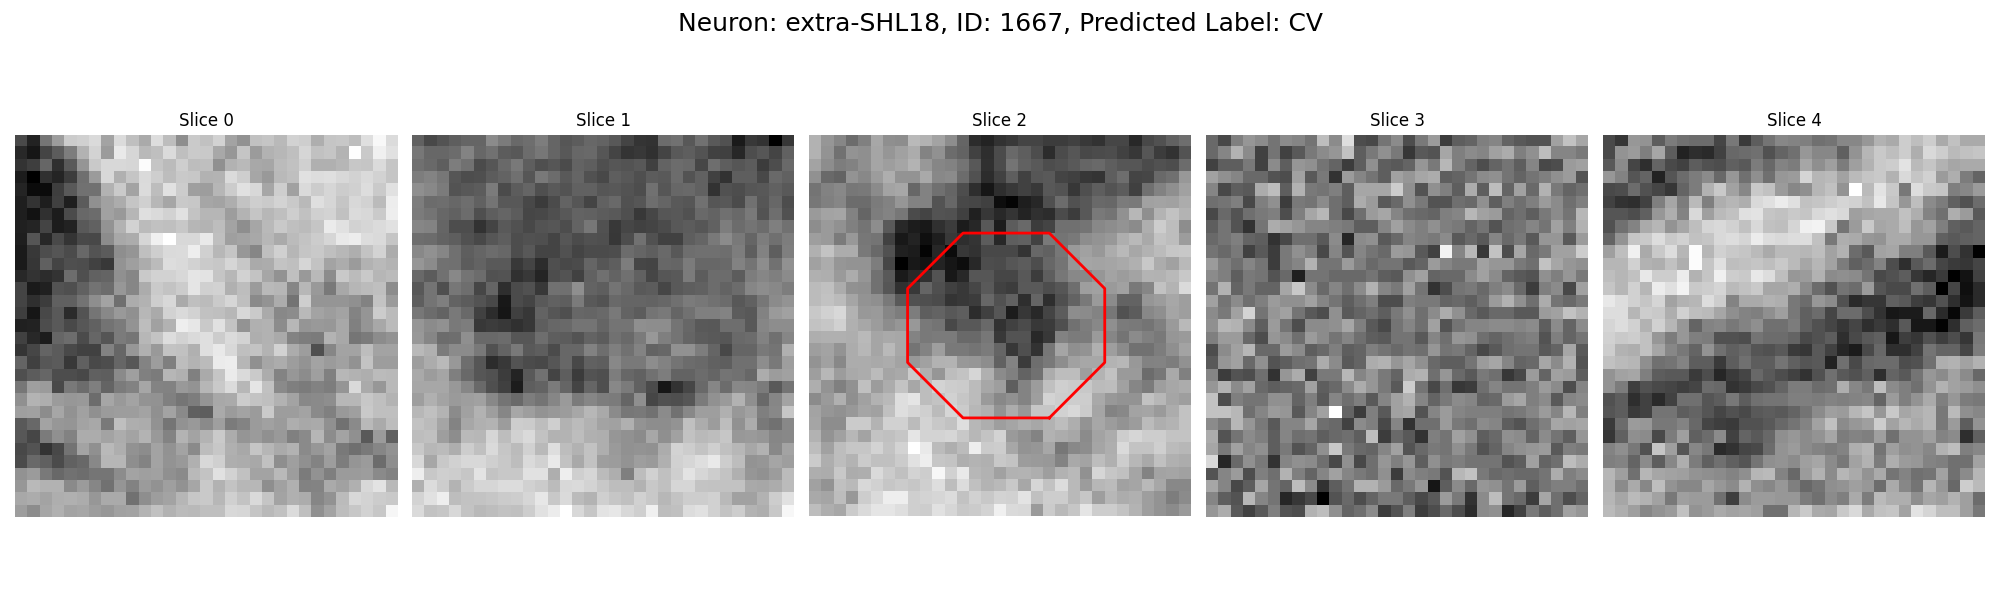 Neuron: extra-SHL18, ID: 1667, Predicted Label: CV
Slice 0
Slice 1
Slice 2
Slice 3
Slice 4